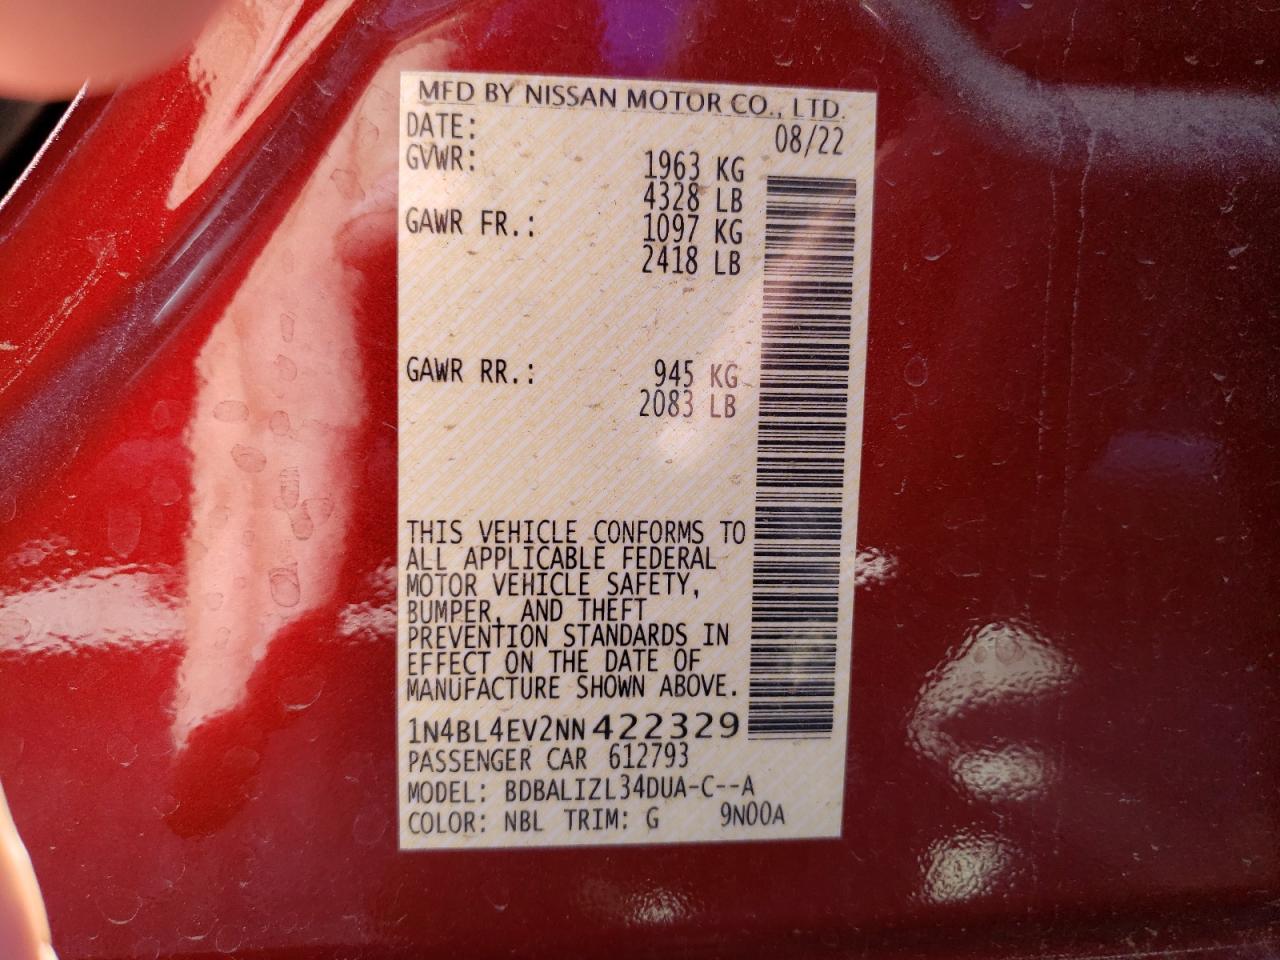 MFD BY NISSAN MOTOR CO., LTD.
DATE: 08/22
GVWR: 1963 KG
4328 LB
GAWR FR.: 1097 KG
2418 LB
GAWR RR.: 945 KG
2083 LB
THIS VEHICLE CONFORMS TO
ALL APPLICABLE FEDERAL
MOTOR VEHICLE SAFETY,
BUMPER, AND THEFT
PREVENTION STANDARDS IN
EFFECT ON THE DATE OF
MANUFACTURE SHOWN ABOVE.
1N4BL4EV2NN422329
PASSENGER CAR 612793
MODEL: BDBALIZL34DUA-C--A
COLOR: NBL TRIM: G 9N00A